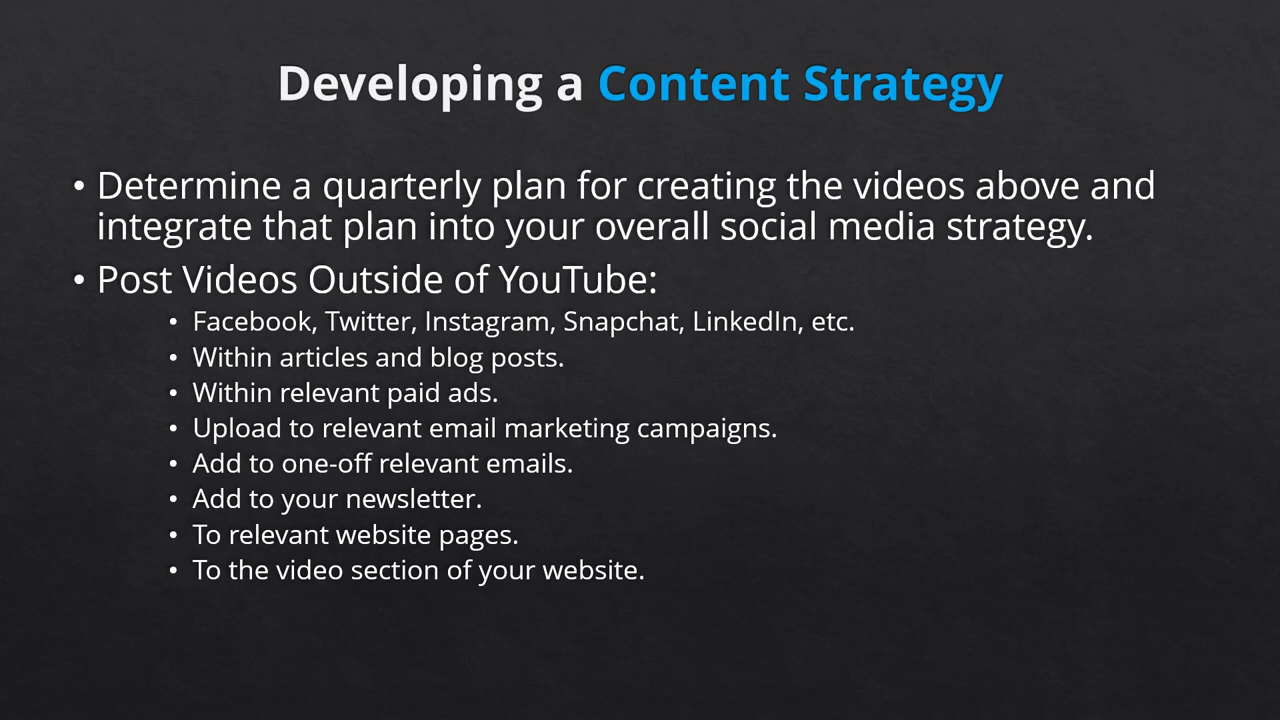 Developing a Content Strategy
• Determine a quarterly plan for creating the videos above and
integrate that plan into your overall social media strategy.
• Post Videos Outside of YouTube:
• Facebook, Twitter, Instagram, Snapchat, LinkedIn, etc.
• Within articles and blog posts.
• Within relevant paid ads.
• Upload to relevant email marketing campaigns.
• Add to one-off relevant emails.
• Add to your newsletter.
• To relevant website pages.
• To the video section of your website.